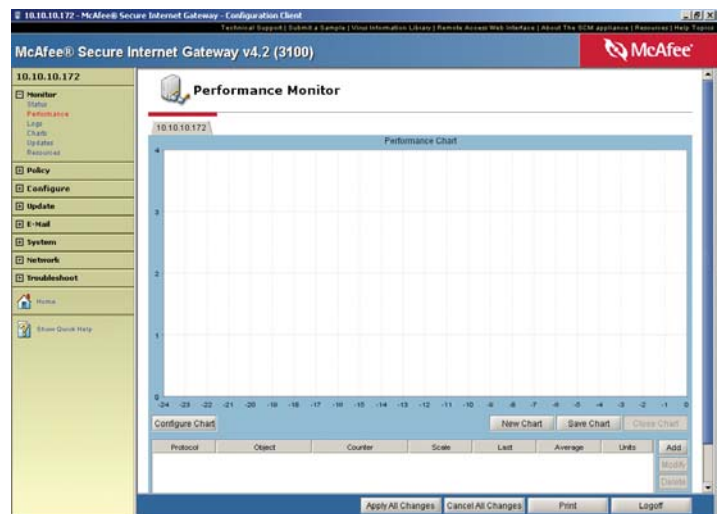 10.10.10.172 - McAfee® Secure Internet Gateway - Configuration Client
Technical Support | Submit a Sample | Virus Information Library | Remote Access Web Interface | About The SCM appliance | Resources | Help Topics
McAfee® Secure Internet Gateway v4.2 (3100)
McAfee®
10.10.10.172
Monitor
Status
Performance
Logs
Charts
Updates
Resources
Policy
Configure
Update
E-Mail
System
Network
Troubleshoot
Home
Show Quick Help
Performance Monitor
10.10.10.172
Performance Chart
4
3
2
1
0
-24 -23 -22 -21 -20 -19 -18 -17 -16 -15 -14 -13 -12 -11 -10 -9 -8 -7 -6 -5 -4 -3 -2 -1 0
Configure Chart New Chart Save Chart Close Chart
Protocol Object Counter Scale Last Average Units Add
Modify
Delete
Apply All Changes Cancel All Changes Print Logoff